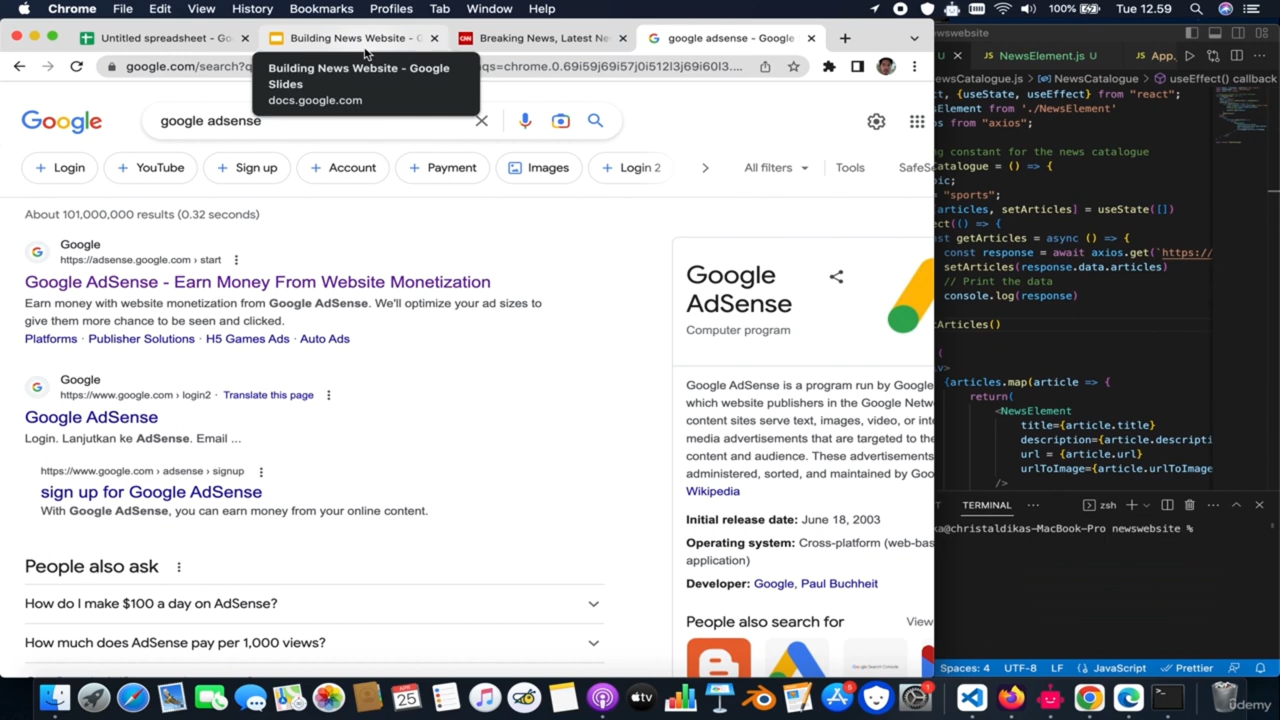 Chrome File Edit View History Bookmarks Profiles Tab Window Help 100% Tue 12.59
Untitled spreadsheet - Go
Building News Website - G
CNN Breaking News, Latest Ne
google adsense - Google
newswebsite
google.com/search?q
qs=chrome.0.69i59j69i57j0i512l3j69i60l3....
Building News Website - Google
Slides
docs.google.com
Google
google adsense
Login
YouTube
Sign up
Account
Payment
Images
Login 2
All filters
Tools
SafeSe
About 101,000,000 results (0.32 seconds)
Google
https://adsense.google.com › start
Google AdSense - Earn Money From Website Monetization
Earn money with website monetization from Google AdSense. We'll optimize your ad sizes to
give them more chance to be seen and clicked.
Platforms · Publisher Solutions · H5 Games Ads · Auto Ads
Google
https://www.google.com › login2 · Translate this page
Google AdSense
Login. Lanjutkan ke AdSense. Email ...
https://www.google.com › adsense › signup
sign up for Google AdSense
With Google AdSense, you can earn money from your online content.
People also ask
How do I make $100 a day on AdSense?
How much does AdSense pay per 1,000 views?
Google
AdSense
Computer program
Google AdSense is a program run by Google
which website publishers in the Google Netw
content sites serve text, images, video, or inte
media advertisements that are targeted to the
content and audience. These advertisements
administered, sorted, and maintained by Goo
Wikipedia
Initial release date: June 18, 2003
Operating system: Cross-platform (web-bas
application)
Developer: Google, Paul Buchheit
People also search for
View
U
NewsElement.js U
App.
ewsCatalogue.js › NewsCatalogue › useEffect() callback
t, {useState, useEffect} from "react";
sElement from './NewsElement'
os from "axios";
ng constant for the news catalogue
atalogue = () => {
pic;
= "sports";
articles, setArticles] = useState([])
ect(() => {
nst getArticles = async () => {
const response = await axios.get(`https://
setArticles(response.data.articles)
// Print the data
console.log(response)
tArticles()
(
v>
{articles.map(article => {
return(
<NewsElement
title={article.title}
description={article.descripti
url = {article.url}
urlToImage={article.urlToImage
/>
TERMINAL
zsh
ka@christaldikas-MacBook-Pro newswebsite %
Spaces: 4 UTF-8 LF JavaScript Prettier
APR
25
tv
6
1
udemy